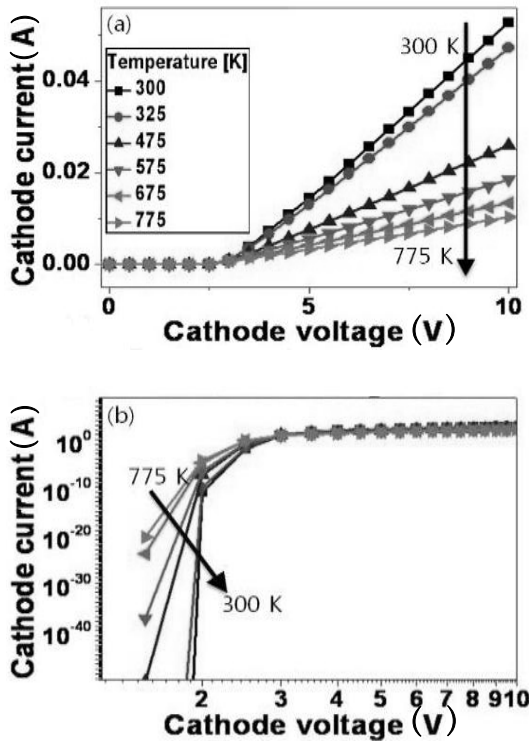 (a)
300 K
Temperature [K]
300
325
475
575
675
775
775 K
0.04
0.02
0.00
Cathode current(A)
0
5
10
Cathode voltage(V)
(b)
10^0
10^-10
10^-20
10^-30
10^-40
775 K
300 K
Cathode current(A)
2
3
4
5
6
7
8
910
Cathode voltage(V)